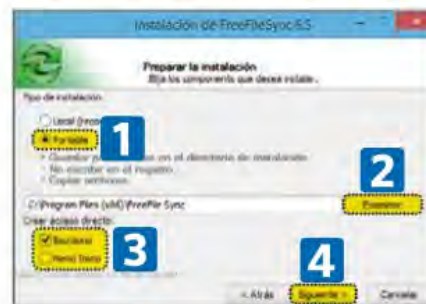 Instalación de FreeFileSync 6.5
Preparar la instalación
Elija los componentes que desea instalar.
Tipo de instalación:
Local
Portable
1
en el directorio de instalación.
No escribir en el registro.
Copiar archivos.
2
C:\Program Files (x86)\FreeFile Sync
Examinar
Crear acceso directo:
Escritorio
Menú Inicio
3
4
< Atrás
Siguiente >
Cancelar